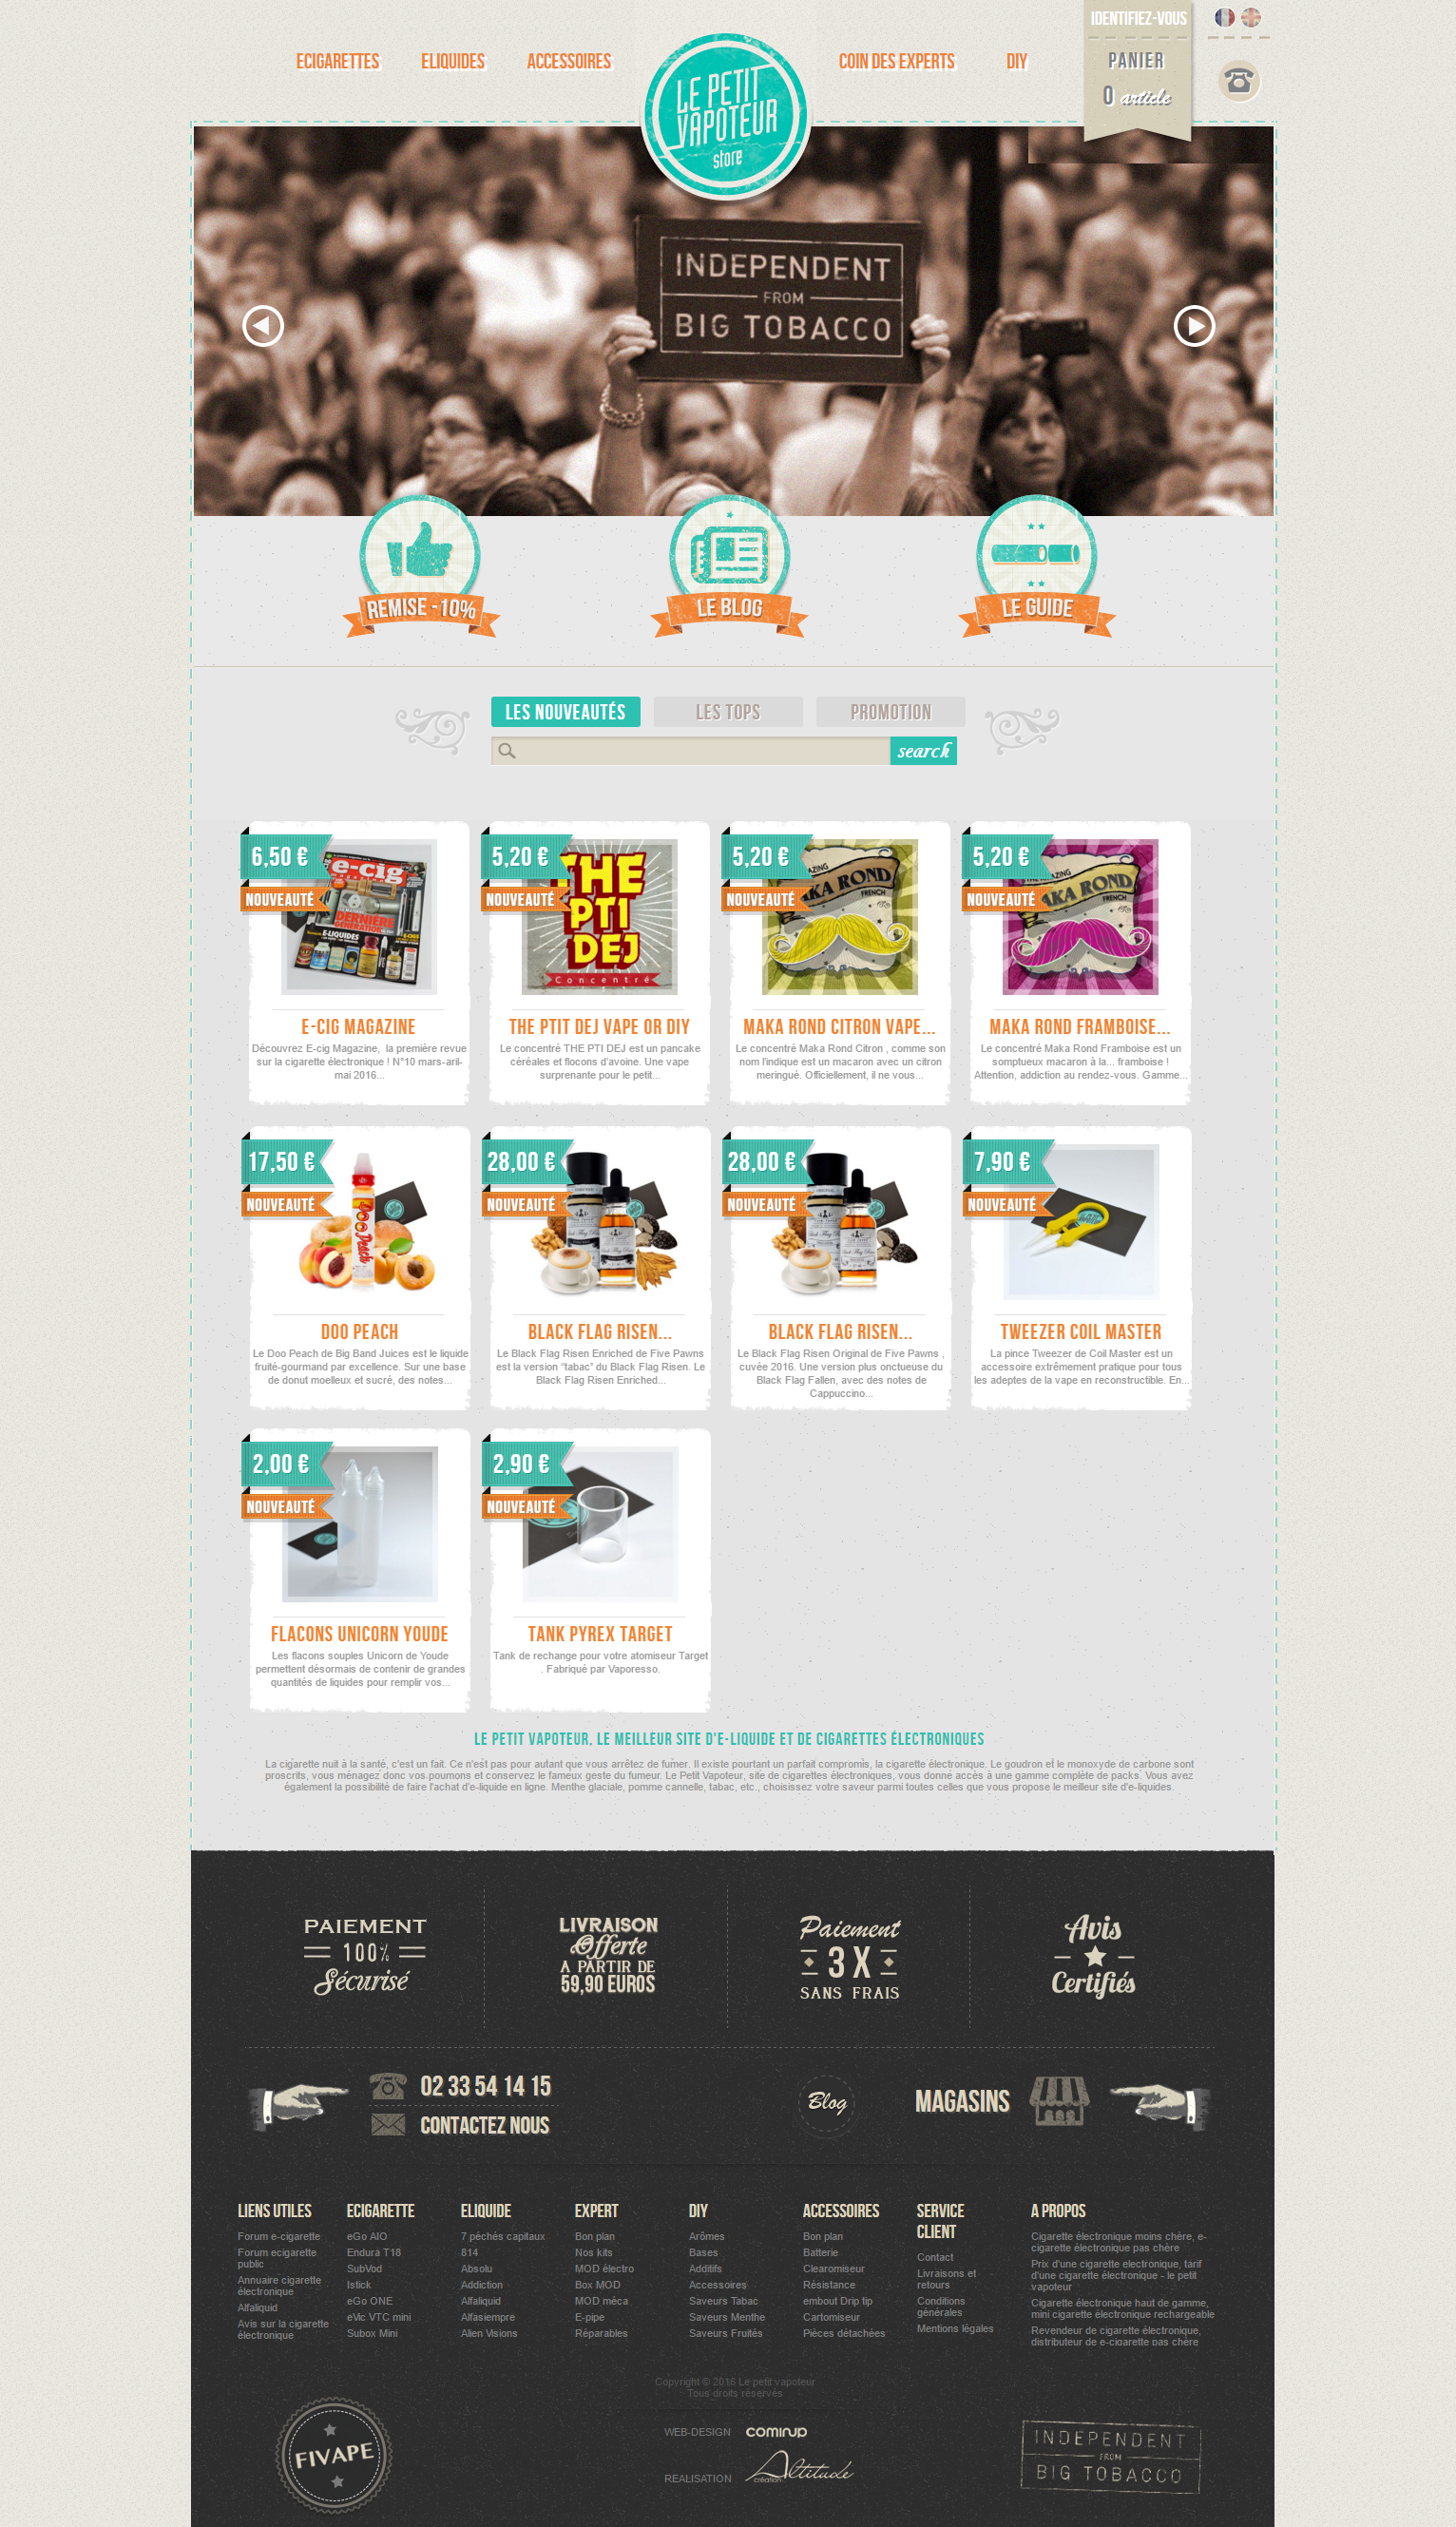 IDENTIFIEZ-VOUS
ECIGARETTES
ELIQUIDES
ACCESSOIRES
LE PETIT
VAPOTEUR
store
COIN DES EXPERTS
DIY
PANIER
0 article
INDEPENDENT
FROM
BIG TOBACCO
REMISE -10%
LE BLOG
LE GUIDE
LES NOUVEAUTÉS
LES TOPS
PROMOTION
search
6,50 €
NOUVEAUTÉ
e-cig
DERNIÈRE
GÉNÉRATION
E-LIQUIDES
E-CIG MAGAZINE
Découvrez E-cig Magazine, la première revue
sur la cigarette électronique ! N°10 mars-aril-
mai 2016...
5,20 €
NOUVEAUTÉ
THE
PTI
DEJ
Concentré
THE PTIT DEJ VAPE OR DIY
Le concentré THE PTI DEJ est un pancake
céréales et flocons d'avoine. Une vape
surprenante pour le petit...
5,20 €
NOUVEAUTÉ
AZING
KA ROND
FRENCH
MAKA ROND CITRON VAPE...
Le concentré Maka Rond Citron , comme son
nom l'indique est un macaron avec un citron
meringué. Officiellement, il ne vous...
5,20 €
NOUVEAUTÉ
THE AMAZING
KA ROND
FRENCH
MAKA ROND FRAMBOISE...
Le concentré Maka Rond Framboise est un
somptueux macaron à la... framboise !
Attention, addiction au rendez-vous. Gamme...
17,50 €
NOUVEAUTÉ
Doo Peach
DOO PEACH
Le Doo Peach de Big Band Juices est le liquide
fruité-gourmand par excellence. Sur une base
de donut moelleux et sucré, des notes...
28,00 €
NOUVEAUTÉ
BLACK FLAG RISEN...
Le Black Flag Risen Enriched de Five Pawns
est la version "tabac" du Black Flag Risen. Le
Black Flag Risen Enriched...
28,00 €
NOUVEAUTÉ
BLACK FLAG RISEN...
Le Black Flag Risen Original de Five Pawns ,
cuvée 2016. Une version plus onctueuse du
Black Flag Fallen, avec des notes de
Cappuccino...
7,90 €
NOUVEAUTÉ
TWEEZER COIL MASTER
La pince Tweezer de Coil Master est un
accessoire extrêmement pratique pour tous
les adeptes de la vape en reconstructible. En...
2,00 €
NOUVEAUTÉ
FLACONS UNICORN YOUDE
Les flacons souples Unicorn de Youde
permettent désormais de contenir de grandes
quantités de liquides pour remplir vos...
2,90 €
NOUVEAUTÉ
TANK PYREX TARGET
Tank de rechange pour votre atomiseur Target
. Fabriqué par Vaporesso.
LE PETIT VAPOTEUR, LE MEILLEUR SITE D'E-LIQUIDE ET DE CIGARETTES ÉLECTRONIQUES
La cigarette nuit à la santé, c'est un fait. Ce n'est pas pour autant que vous arrêtez de fumer. Il existe pourtant un parfait compromis, la cigarette électronique. Le goudron et le monoxyde de carbone sont
proscrits, vous ménagez donc vos poumons et conservez le fameux geste du fumeur. Le Petit Vapoteur, site de cigarettes électroniques, vous donne accès à une gamme complète de packs. Vous avez
également la possibilité de faire l'achat d'e-liquide en ligne. Menthe glaciale, pomme cannelle, tabac, etc., choisissez votre saveur parmi toutes celles que vous propose le meilleur site d'e-liquides.
PAIEMENT
100%
Sécurisé
LIVRAISON
Offerte
A PARTIR DE
59,90 EUROS
Paiement
3 X
SANS FRAIS
Avis
Certifiés
02 33 54 14 15
CONTACTEZ NOUS
Blog
MAGASINS
LIENS UTILES
Forum e-cigarette
Forum ecigarette
public
Annuaire cigarette
électronique
Alfaliquid
Avis sur la cigarette
électronique
ECIGARETTE
eGo AIO
Endura T18
SubVod
Istick
eGo ONE
eVic VTC mini
Subox Mini
ELIQUIDE
7 péchés capitaux
814
Absolu
Addiction
Alfaliquid
Alfasiempre
Alien Visions
EXPERT
Bon plan
Nos kits
MOD électro
Box MOD
MOD méca
E-pipe
Réparables
DIY
Arômes
Bases
Additifs
Accessoires
Saveurs Tabac
Saveurs Menthe
Saveurs Fruités
ACCESSOIRES
Bon plan
Batterie
Clearomiseur
Résistance
embout Drip tip
Cartomiseur
Pièces détachées
SERVICE
CLIENT
Contact
Livraisons et
retours
Conditions
générales
Mentions légales
A PROPOS
Cigarette électronique moins chère, e-
cigarette électronique pas chère
Prix d'une cigarette electronique, tarif
d'une cigarette électronique - le petit
vapoteur
Cigarette électronique haut de gamme,
mini cigarette électronique rechargeable
Revendeur de cigarette électronique,
distributeur de e-cigarette pas chère
Copyright © 2016 Le petit vapoteur
Tous droits réservés
WEB-DESIGN
cominup
REALISATION
Altitude
création
FIVAPE
INDEPENDENT
FROM
BIG TOBACCO